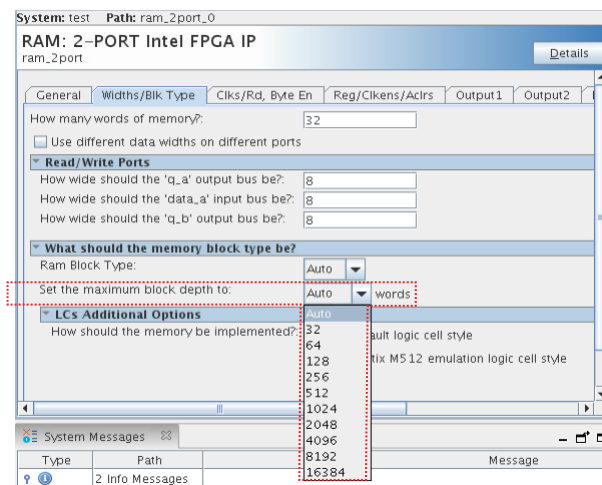 System: test Path: ram_2port_0
RAM: 2-PORT Intel FPGA IP
ram_2port
Details
General Widths/Blk Type Clks/Rd, Byte En Reg/Clkens/Aclrs Output1 Output2
How many words of memory?: 32
Use different data widths on different ports
Read/Write Ports
How wide should the 'q_a' output bus be?: 8
How wide should the 'data_a' input bus be?: 8
How wide should the 'q_b' output bus be?: 8
What should the memory block type be?
Ram Block Type: Auto
Set the maximum block depth to: Auto words
Auto
LCs Additional Options
32
How should the memory be implemented?: ault logic cell style
64
128 tix M512 emulation logic cell style
256
512
1024
2048
4096
8192
16384
System Messages
Type Path Message
2 Info Messages